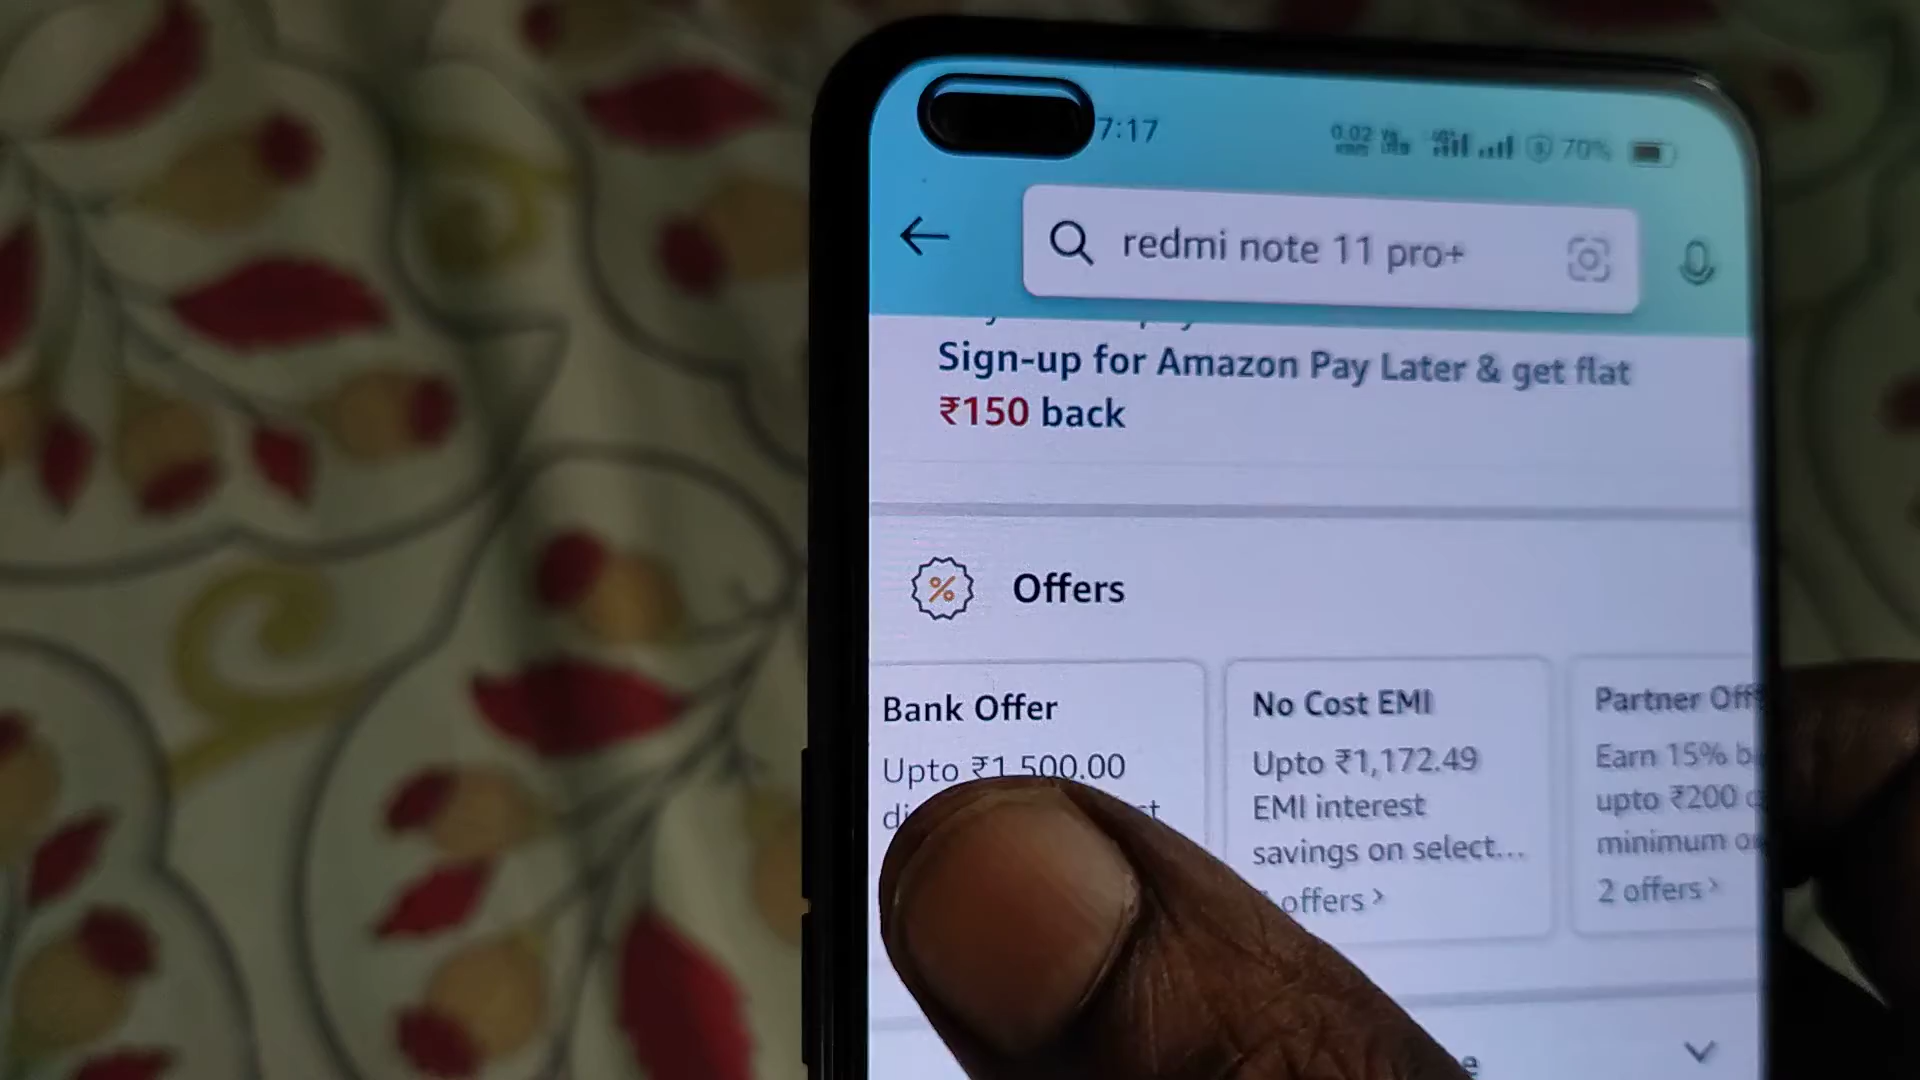 7:17
70%
redmi note 11 pro+
Sign-up for Amazon Pay Later & get flat
₹150 back
Offers
Bank Offer
Upto ₹1,500.00
No Cost EMI
Upto ₹1,172.49
EMI interest
savings on select...
offers >
Partner Off
Earn 15% b
upto ₹200
minimum
2 offers >